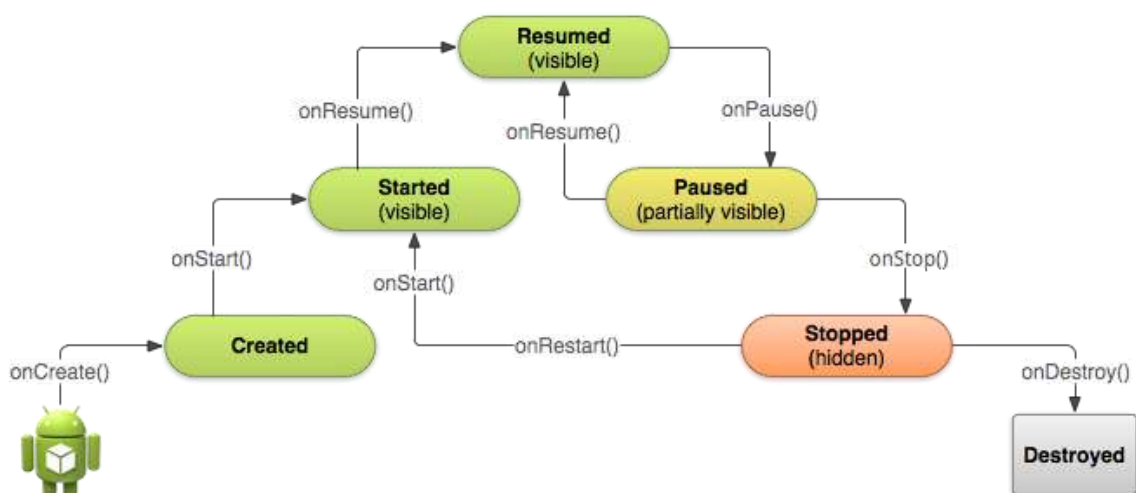 Resumed
(visible)
onResume()
onResume()
onPause()
Started
(visible)
Paused
(partially visible)
onStart()
onStart()
onStop()
Created
onRestart()
Stopped
(hidden)
onCreate()
onDestroy()
Destroyed